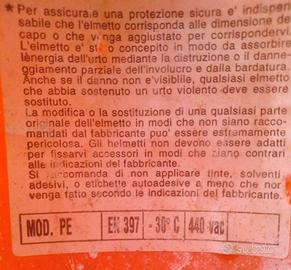 * Per assicurare una protezione sicura e' indispen
sabile che l'elmetto corrisponda alle dimensione del
capo o che venga aggiustato per corrispondervi.
L'elmetto e' stato concepito in modo da assorbire
lènergia dell'urto mediante la distruzione o il danne-
ggiamento parziale dell'involucro e dalla bardatura.
Anche se il danno non e'visibile, qualsiasi elmetto
che abbia sostenuto un urto violento deve essere
sostituto.
La modifica o la sostituzione di una qualsiasi parte
originale dell'elmetto in modi che non siano racco-
mandati dal fabbricante puo' essere estremamente
pericolosa. Gli helmetti non devono essere adatti
per fissarvi accessori in modi che siano contrari
alle indicazioni del fabbricante.
Si raccomanda di non applicare tinte, solventi
adesivi, o etichette autoadesive a meno che non
venga fatto secondo le indicazioni del fabbricante.
MOD. PE EN 397 - 30° C 440 vac